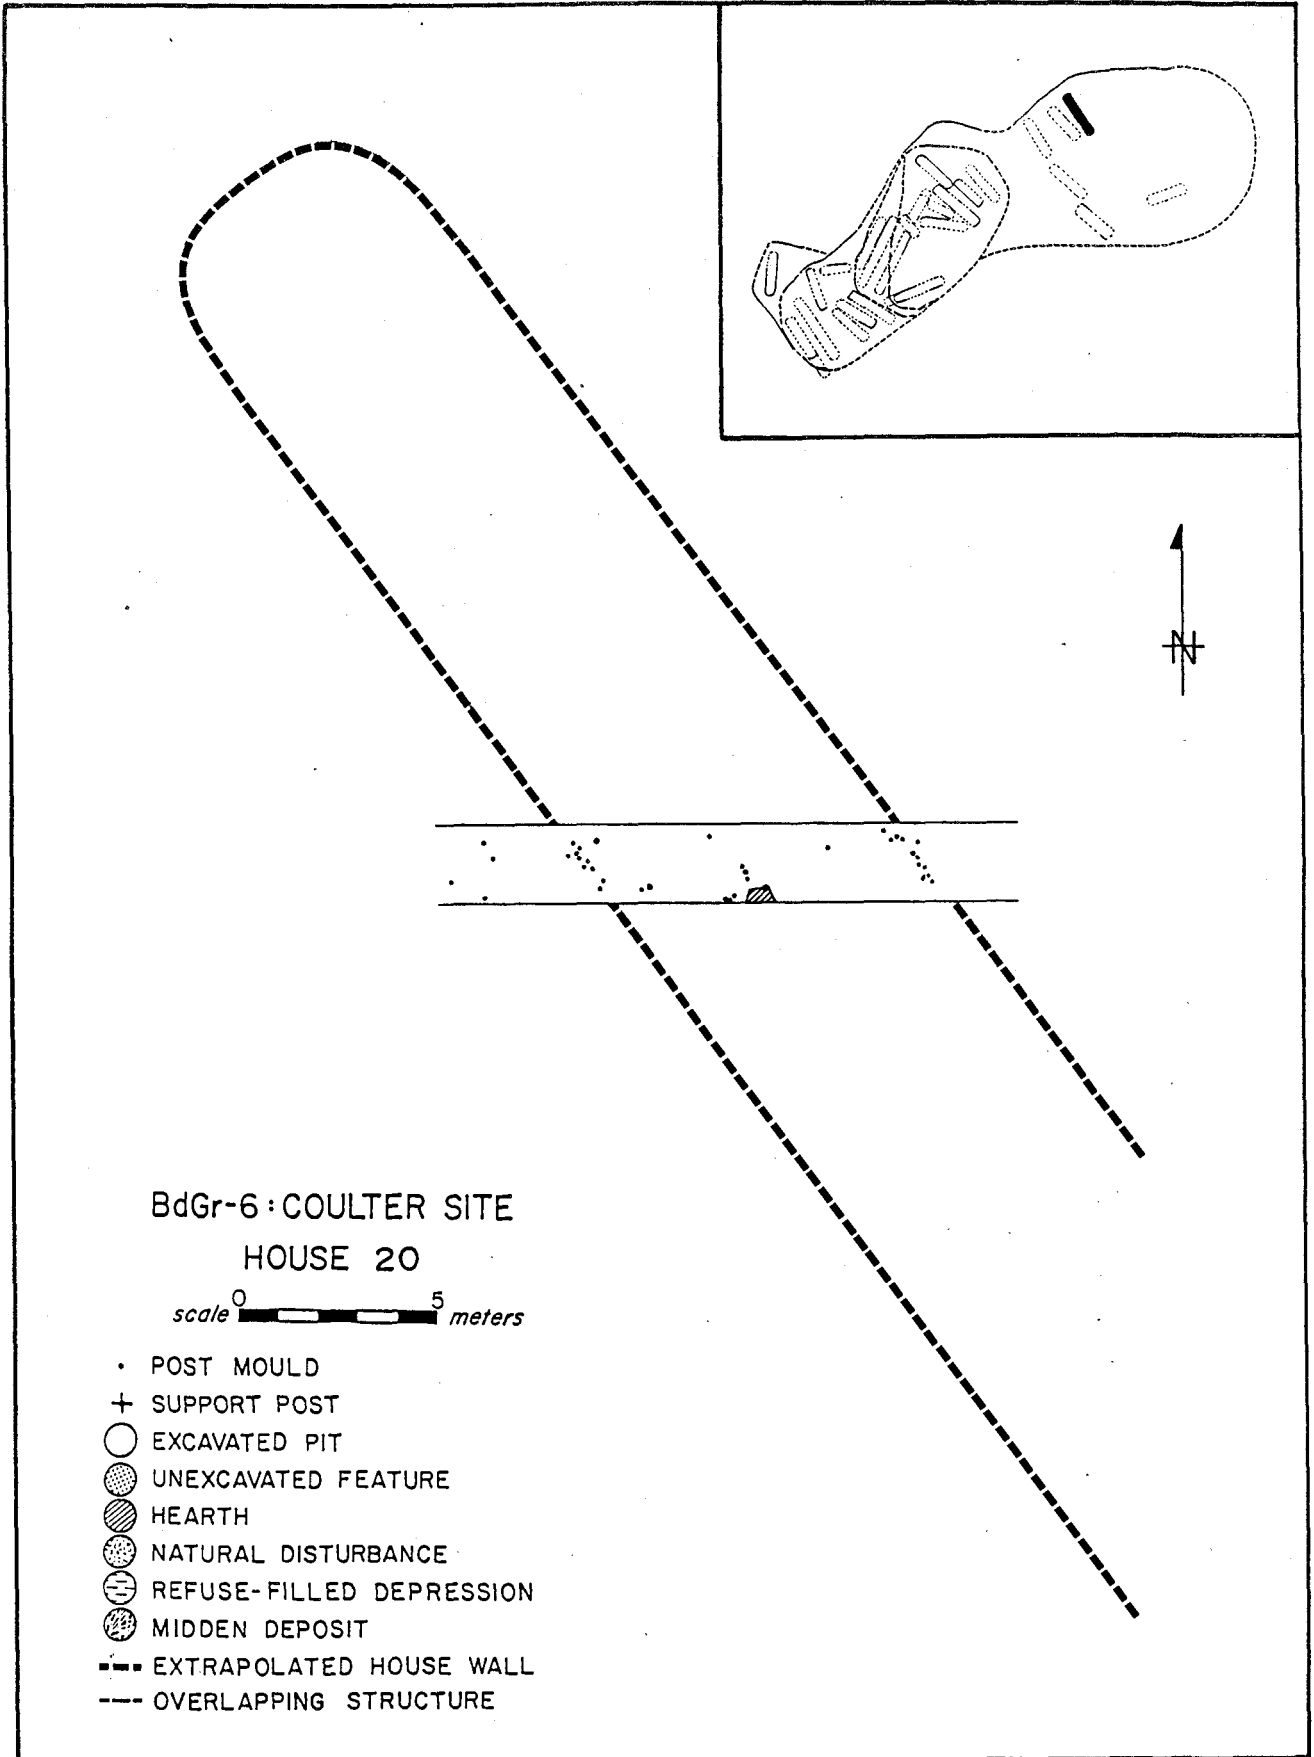 N
BdGr-6: COULTER SITE
HOUSE 20
0 5
scale meters
POST MOULD
SUPPORT POST
EXCAVATED PIT
UNEXCAVATED FEATURE
HEARTH
NATURAL DISTURBANCE
REFUSE-FILLED DEPRESSION
MIDDEN DEPOSIT
EXTRAPOLATED HOUSE WALL
OVERLAPPING STRUCTURE